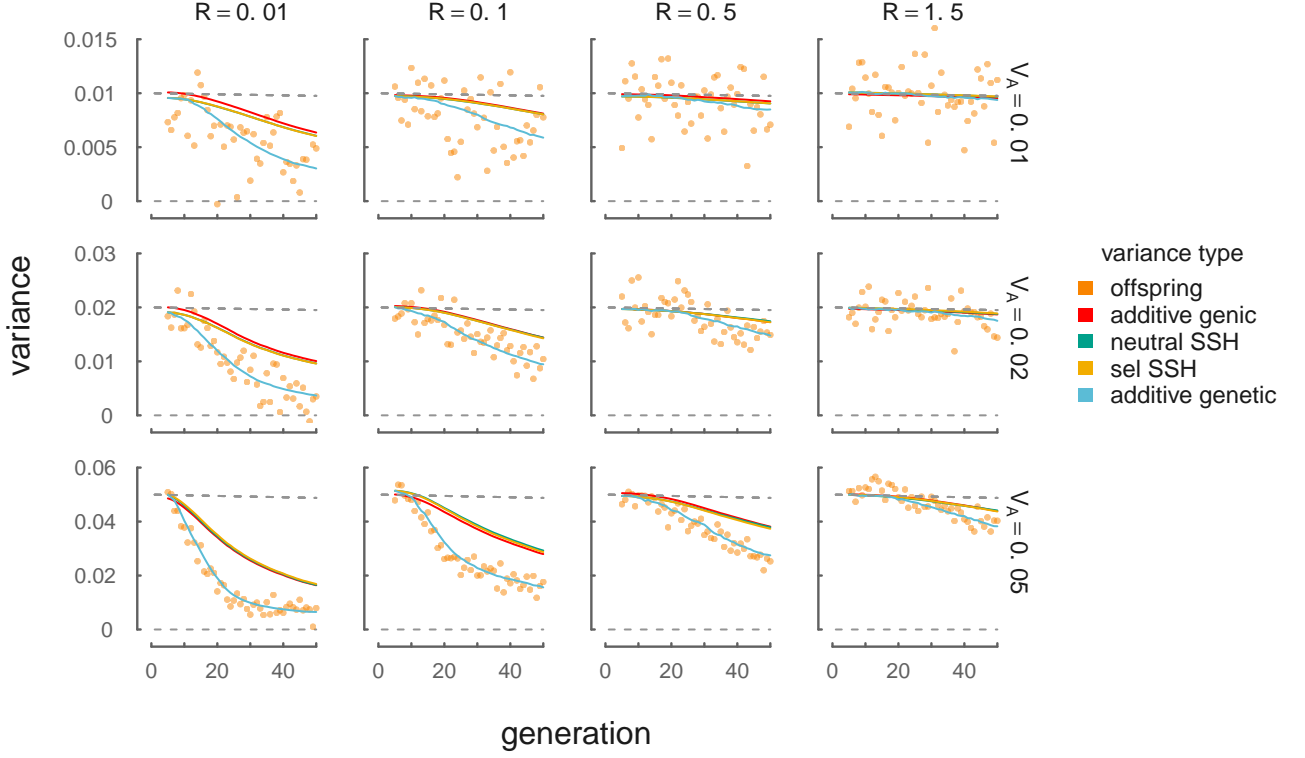 R = 0. 01 R = 0. 1 R = 0. 5 R = 1. 5
0.015
0.01
0.005
0
V_A = 0. 01
0.03
0.02
0.01
0
V_A = 0. 02
0.06
0.04
0.02
0
V_A = 0. 05
0 20 40 0 20 40 0 20 40 0 20 40
variance
generation
variance type
offspring
additive genic
neutral SSH
sel SSH
additive genetic